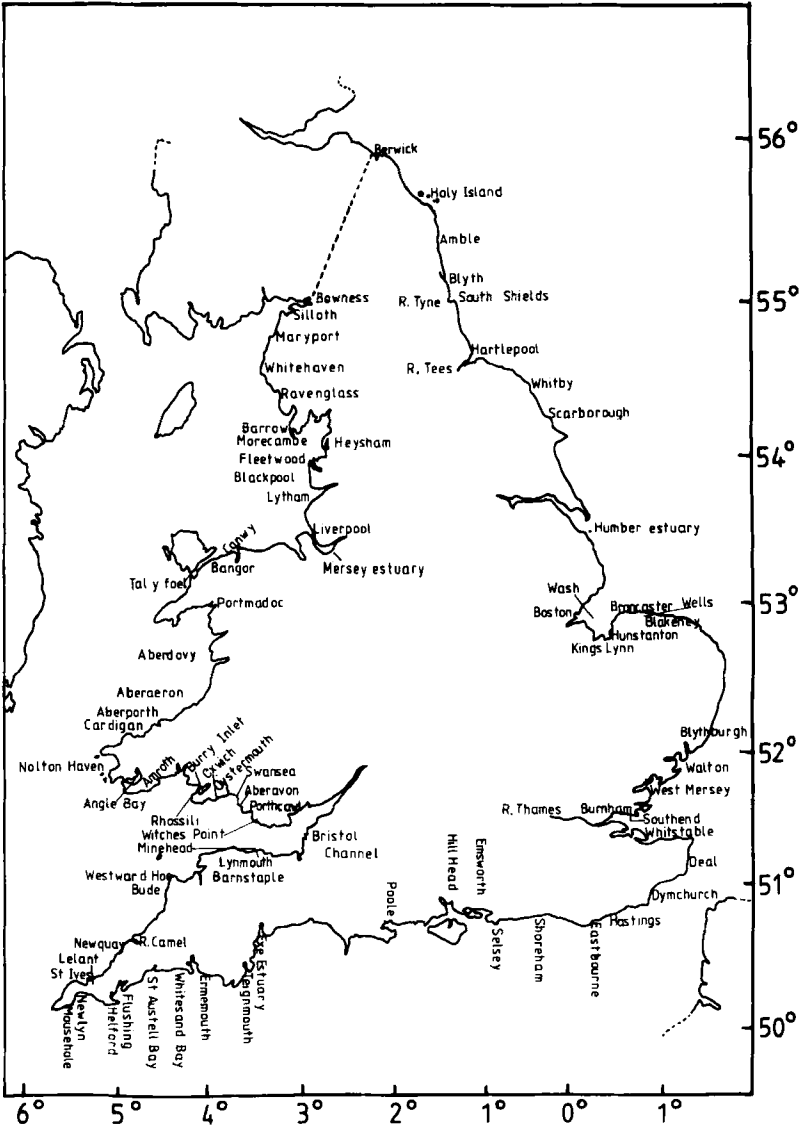 56°
Berwick
Holy Island
Amble
Blyth
Bowness
R. Tyne
South Shields
55°
Silloth
Maryport
Hartlepool
Whitehaven
R. Tees
Whitby
Ravenglass
Scarborough
Barrow
Morecambe
Heysham
54°
Fleetwood
Blackpool
Lytham
Liverpool
Humber estuary
Conwy
Bangor
Mersey estuary
Tal y foel
Wash
Portmadoc
Boston
Brancaster
Wells
53°
Blakeney
Hunstanton
Kings Lynn
Aberdovy
Aberaeron
Aberporth
Cardigan
Blythburgh
52°
Nolton Haven
Amroth
Burry Inlet
Oxwich
Oystermouth
Swansea
Walton
Angle Bay
Aberavon
West Mersey
Porthcawl
R. Thames
Burnham
Rhossili
Southend
Witches Point
Bristol
Channel
Whitstable
Minehead
Lynmouth
Deal
Westward Ho
Barnstaple
51°
Bude
Hill Head
Emsworth
Poole
Dymchurch
Hastings
Newquay
R. Camel
Exe Estuary
Selsey
Shoreham
Eastbourne
Lelant
St Ives
Mousehole
Newlyn
Helford
Flushing
St Austell Bay
Whitesand Bay
Ermemouth
Teignmouth
50°
6° 5° 4° 3° 2° 1° 0° 1°